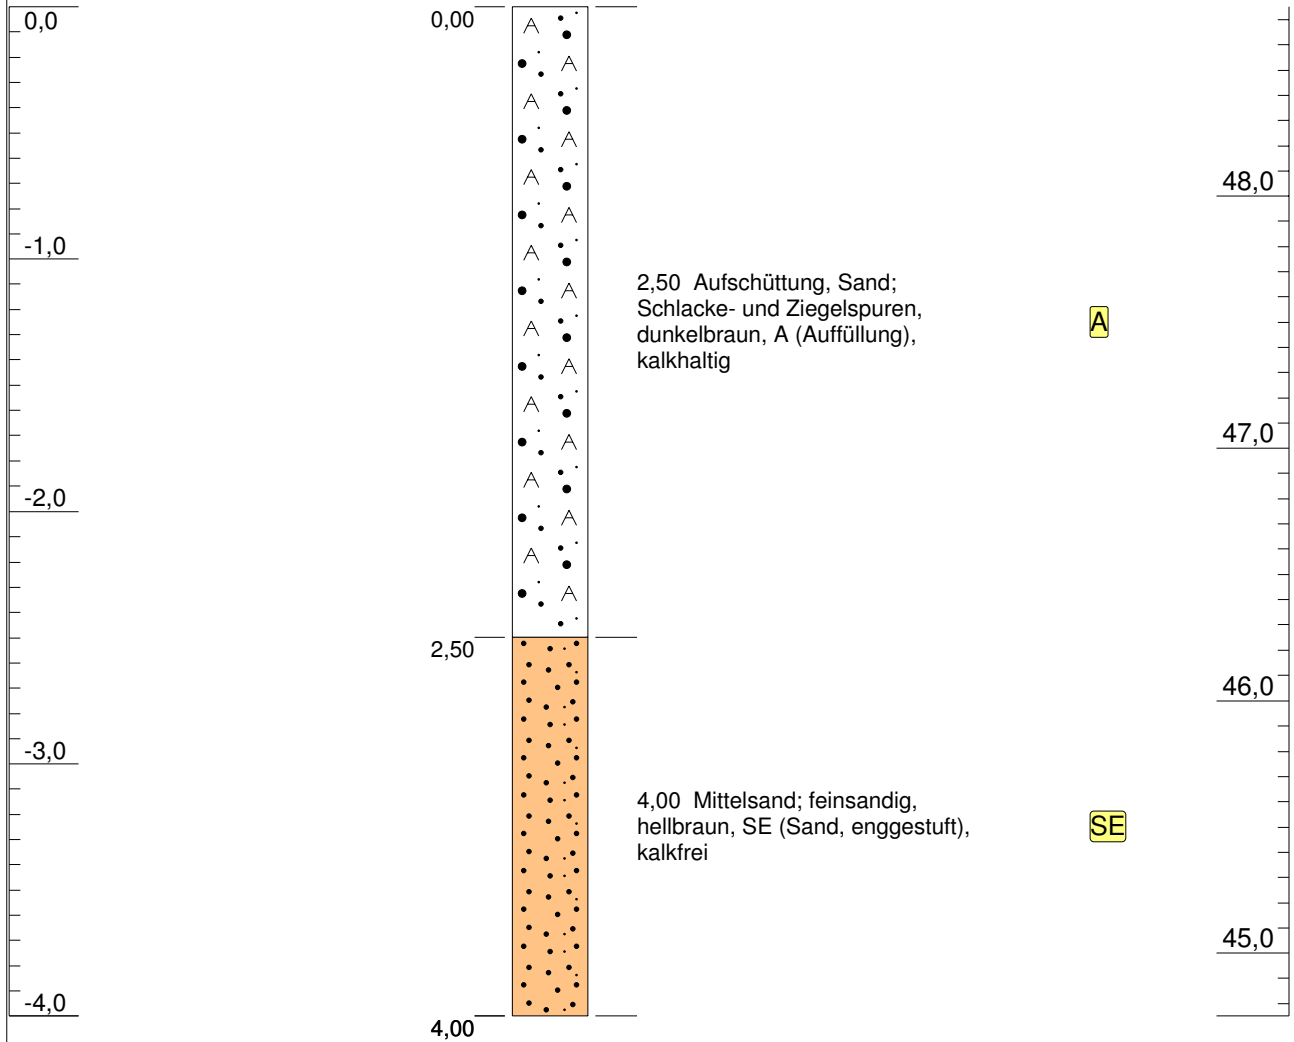 0,0
0,00
48,0
-1,0
2,50 Aufschüttung, Sand;
Schlacke- und Ziegelspuren,
dunkelbraun, A (Auffüllung),
kalkhaltig
A
47,0
-2,0
2,50
46,0
-3,0
4,00 Mittelsand; feinsandig,
hellbraun, SE (Sand, enggestuft),
kalkfrei
SE
45,0
-4,0
4,00